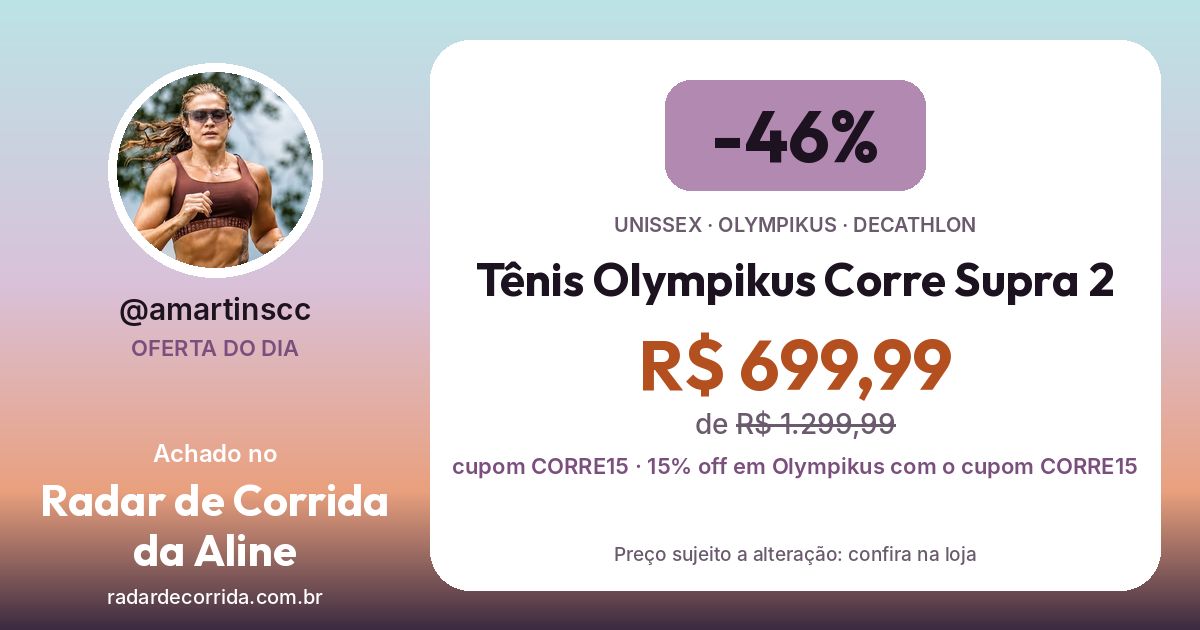 @amartinscc
OFERTA DO DIA
Achado no
Radar de Corrida
da Aline
radardecorrida.com.br
-46%
UNISSEX · OLYMPIKUS · DECATHLON
Tênis Olympikus Corre Supra 2
R$ 699,99
de R$ 1.299,99
cupom CORRE15 · 15% off em Olympikus com o cupom CORRE15
Preço sujeito a alteração: confira na loja